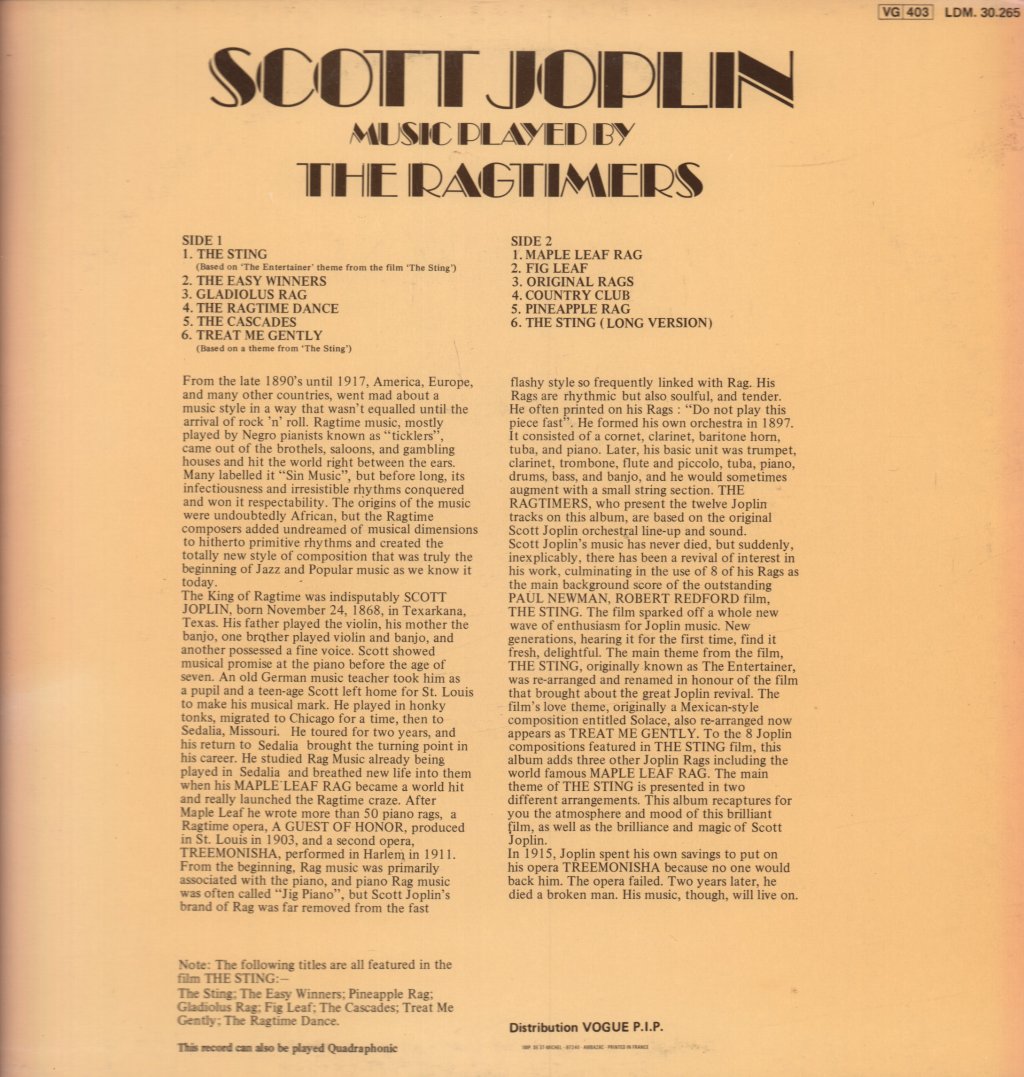 VG 403 LDM. 30.265
SCOTT JOPLIN
MUSIC PLAYED BY
THE RAGTIMERS
SIDE 1
1. THE STING
(Based on ‘The Entertainer’ theme from the film ‘The Sting’)
2. THE EASY WINNERS
3. GLADIOLUS RAG
4. THE RAGTIME DANCE
5. THE CASCADES
6. TREAT ME GENTLY
(Based on a theme from ‘The Sting’)
SIDE 2
1. MAPLE LEAF RAG
2. FIG LEAF
3. ORIGINAL RAGS
4. COUNTRY CLUB
5. PINEAPPLE RAG
6. THE STING (LONG VERSION)
From the late 1890’s until 1917, America, Europe,
and many other countries, went mad about a
music style in a way that wasn’t equalled until the
arrival of rock ’n’ roll. Ragtime music, mostly
played by Negro pianists known as “ticklers”,
came out of the brothels, saloons, and gambling
houses and hit the world right between the ears.
Many labelled it “Sin Music”, but before long, its
infectiousness and irresistible rhythms conquered
and won it respectability. The origins of the music
were undoubtedly African, but the Ragtime
composers added undreamed of musical dimensions
to hitherto primitive rhythms and created the
totally new style of composition that was truly the
beginning of Jazz and Popular music as we know it
today.
The King of Ragtime was indisputably SCOTT
JOPLIN, born November 24, 1868, in Texarkana,
Texas. His father played the violin, his mother the
banjo, one brother played violin and banjo, and
another possessed a fine voice. Scott showed
musical promise at the piano before the age of
seven. An old German music teacher took him as
a pupil and a teen-age Scott left home for St. Louis
to make his musical mark. He played in honky
tonks, migrated to Chicago for a time, then to
Sedalia, Missouri. He toured for two years, and
his return to Sedalia brought the turning point in
his career. He studied Rag Music already being
played in Sedalia and breathed new life into them
when his MAPLE LEAF RAG became a world hit
and really launched the Ragtime craze. After
Maple Leaf he wrote more than 50 piano rags, a
Ragtime opera, A GUEST OF HONOR, produced
in St. Louis in 1903, and a second opera,
TREEMONISHA, performed in Harlem in 1911.
From the beginning, Rag music was primarily
associated with the piano, and piano Rag music
was often called “Jig Piano”, but Scott Joplin’s
brand of Rag was far removed from the fast
flashy style so frequently linked with Rag. His
Rags are rhythmic but also soulful, and tender.
He often printed on his Rags : “Do not play this
piece fast”. He formed his own orchestra in 1897.
It consisted of a cornet, clarinet, baritone horn,
tuba, and piano. Later, his basic unit was trumpet,
clarinet, trombone, flute and piccolo, tuba, piano,
drums, bass, and banjo, and he would sometimes
augment with a small string section. THE
RAGTIMERS, who present the twelve Joplin
tracks on this album, are based on the original
Scott Joplin orchestral line-up and sound.
Scott Joplin’s music has never died, but suddenly,
inexplicably, there has been a revival of interest in
his work, culminating in the use of 8 of his Rags as
the main background score of the outstanding
PAUL NEWMAN, ROBERT REDFORD film,
THE STING. The film sparked off a whole new
wave of enthusiasm for Joplin music. New
generations, hearing it for the first time, find it
fresh, delightful. The main theme from the film,
THE STING, originally known as The Entertainer,
was re-arranged and renamed in honour of the film
that brought about the great Joplin revival. The
film’s love theme, originally a Mexican-style
composition entitled Solace, also re-arranged now
appears as TREAT ME GENTLY. To the 8 Joplin
compositions featured in THE STING film, this
album adds three other Joplin Rags including the
world famous MAPLE LEAF RAG. The main
theme of THE STING is presented in two
different arrangements. This album recaptures for
you the atmosphere and mood of this brilliant
film, as well as the brilliance and magic of Scott
Joplin.
In 1915, Joplin spent his own savings to put on
his opera TREEMONISHA because no one would
back him. The opera failed. Two years later, he
died a broken man. His music, though, will live on.
Note: The following titles are all featured in the
film THE STING:—
The Sting; The Easy Winners; Pineapple Rag;
Gladiolus Rag; Fig Leaf; The Cascades; Treat Me
Gently; The Ragtime Dance.
This record can also be played Quadraphonic
Distribution VOGUE P.I.P.
IMP. DE ST-MICHEL - 87240 - AMBAZAC - PRINTED IN FRANCE